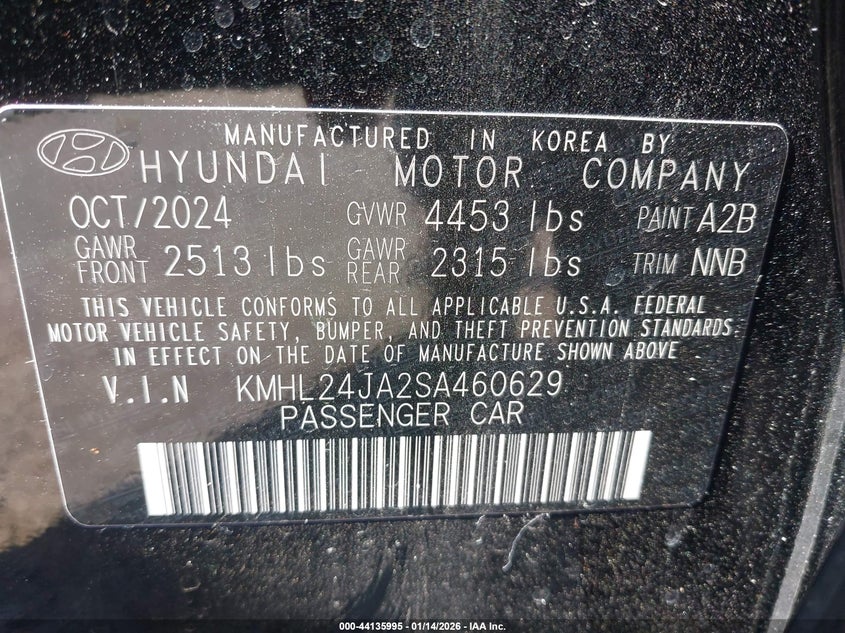 MANUFACTURED IN KOREA BY
HYUNDAI MOTOR COMPANY
OCT/2024 GVWR 4453 lbs PAINT A2B
GAWR FRONT 2513 lbs GAWR REAR 2315 lbs TRIM NNB
THIS VEHICLE CONFORMS TO ALL APPLICABLE U.S.A. FEDERAL
MOTOR VEHICLE SAFETY, BUMPER, AND THEFT PREVENTION STANDARDS
IN EFFECT ON THE DATE OF MANUFACTURE SHOWN ABOVE
V.I.N KMHL24JA2SA460629
PASSENGER CAR
000-44135995 - 01/14/2026 - IAA Inc.